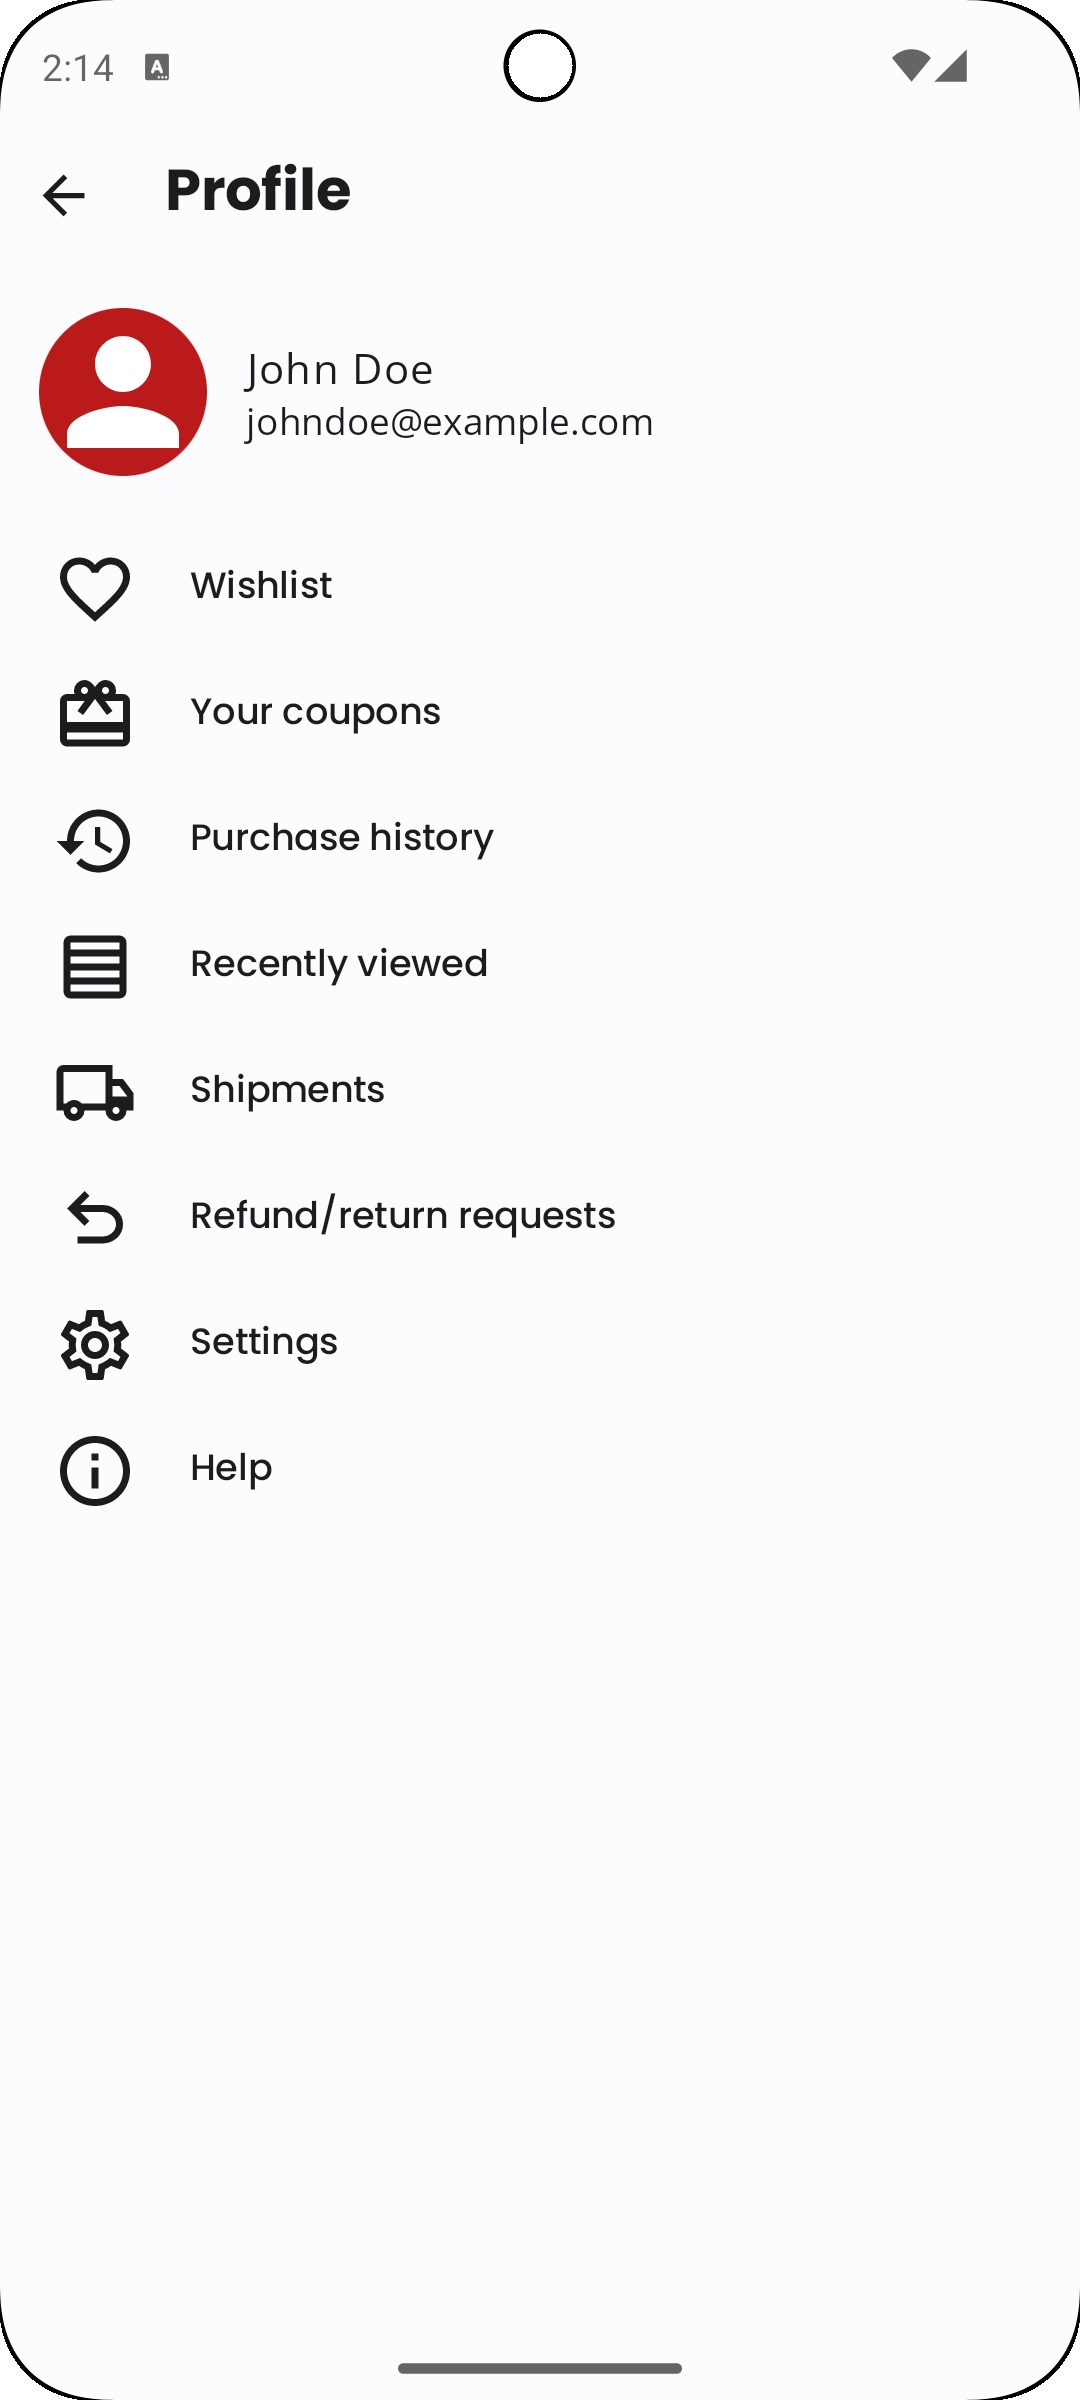 2:14
Profile
John Doe
johndoe@example.com
Wishlist
Your coupons
Purchase history
Recently viewed
Shipments
Refund/return requests
Settings
Help